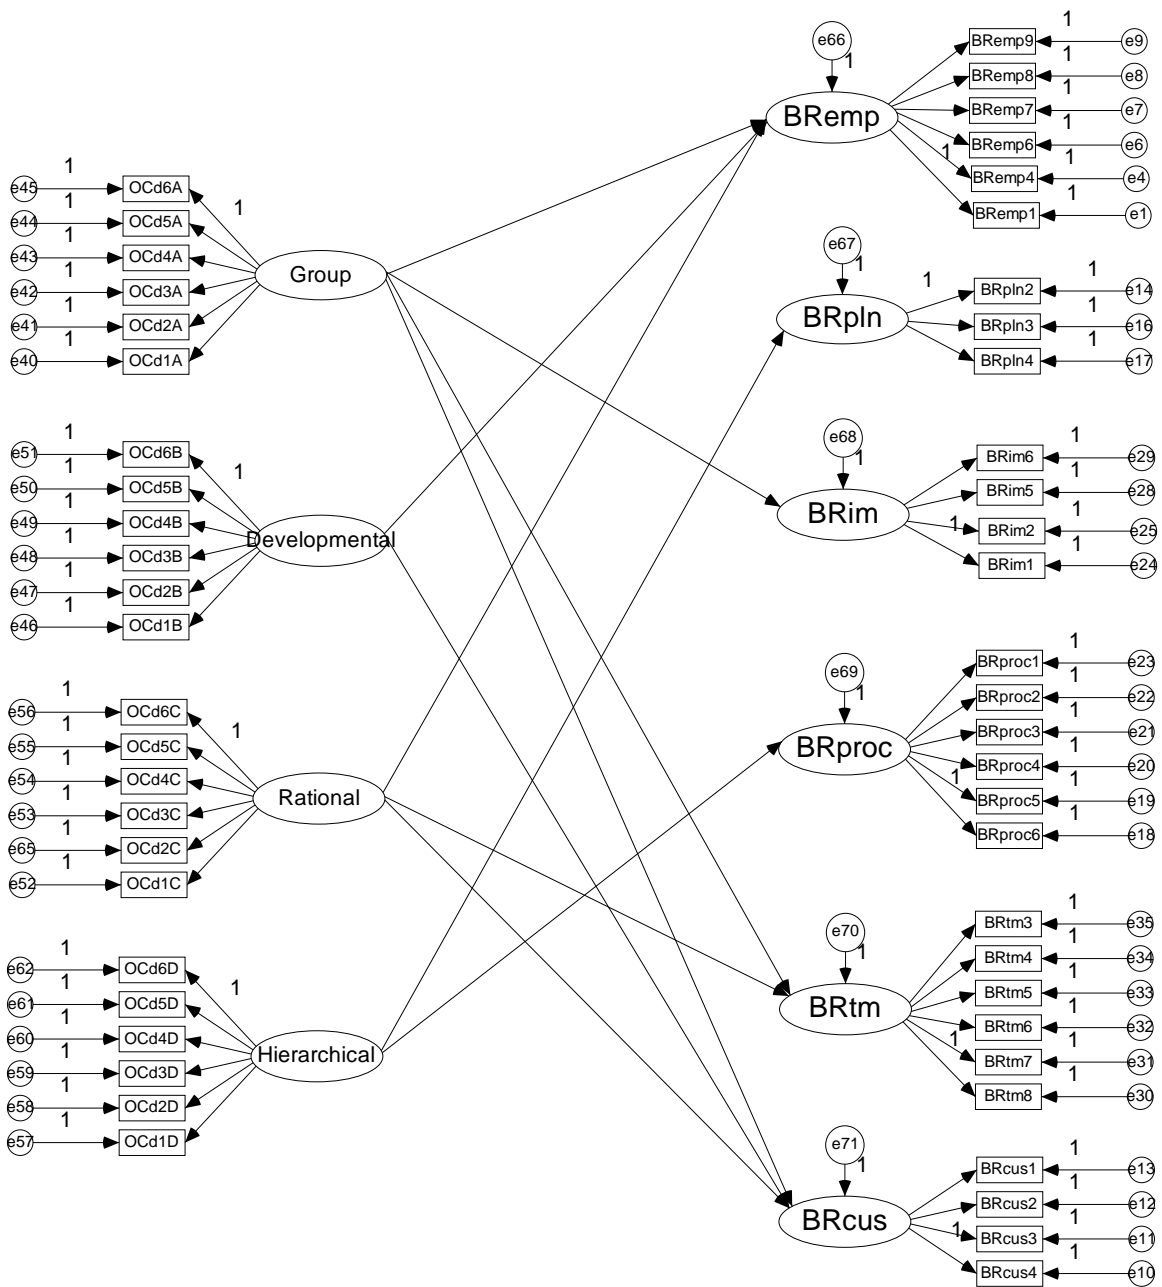 e45 1 OCd6A
e44 1 OCd5A
e43 1 OCd4A
e42 1 OCd3A
e41 1 OCd2A
e40 1 OCd1A
1
Group
e51 1 OCd6B
e50 1 OCd5B
e49 1 OCd4B
e48 1 OCd3B
e47 1 OCd2B
e46 1 OCd1B
1
Developmental
e56 1 OCd6C
e55 1 OCd5C
e54 1 OCd4C
e53 1 OCd3C
e65 1 OCd2C
e52 1 OCd1C
1
Rational
e62 1 OCd6D
e61 1 OCd5D
e60 1 OCd4D
e59 1 OCd3D
e58 1 OCd2D
e57 1 OCd1D
1
Hierarchical
e66
1
BRemp
1
BRemp9 1 e9
BRemp8 1 e8
BRemp7 1 e7
BRemp6 1 e6
BRemp4 1 e4
BRemp1 1 e1
e67
1
BRpln
1
BRpln2 1 e14
BRpln3 1 e16
BRpln4 1 e17
e68
1
BRim
1
BRim6 1 e29
BRim5 1 e28
BRim2 1 e25
BRim1 1 e24
e69
1
BRproc
1
BRproc1 1 e23
BRproc2 1 e22
BRproc3 1 e21
BRproc4 1 e20
BRproc5 1 e19
BRproc6 1 e18
e70
1
BRtm
1
BRtm3 1 e35
BRtm4 1 e34
BRtm5 1 e33
BRtm6 1 e32
BRtm7 1 e31
BRtm8 1 e30
e71
1
BRcus
1
BRcus1 1 e13
BRcus2 1 e12
BRcus3 1 e11
BRcus4 1 e10